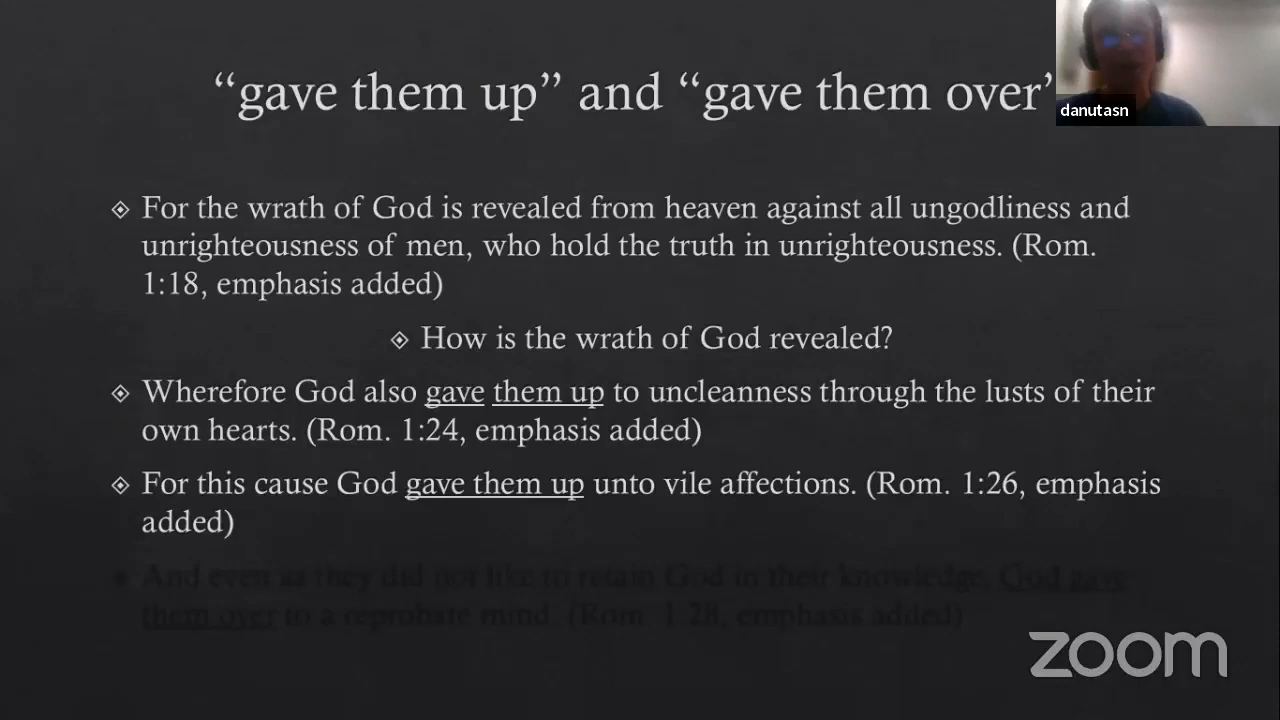 “gave them up” and “gave them over’
danutasn
For the wrath of God is revealed from heaven against all ungodliness and
unrighteousness of men, who hold the truth in unrighteousness. (Rom.
1:18, emphasis added)
How is the wrath of God revealed?
Wherefore God also gave them up to uncleanness through the lusts of their
own hearts. (Rom. 1:24, emphasis added)
For this cause God gave them up unto vile affections. (Rom. 1:26, emphasis
added)
And even as they did not like to retain God in their knowledge, God gave
them over to a reprobate mind. (Rom. 1:28, emphasis added)
zoom